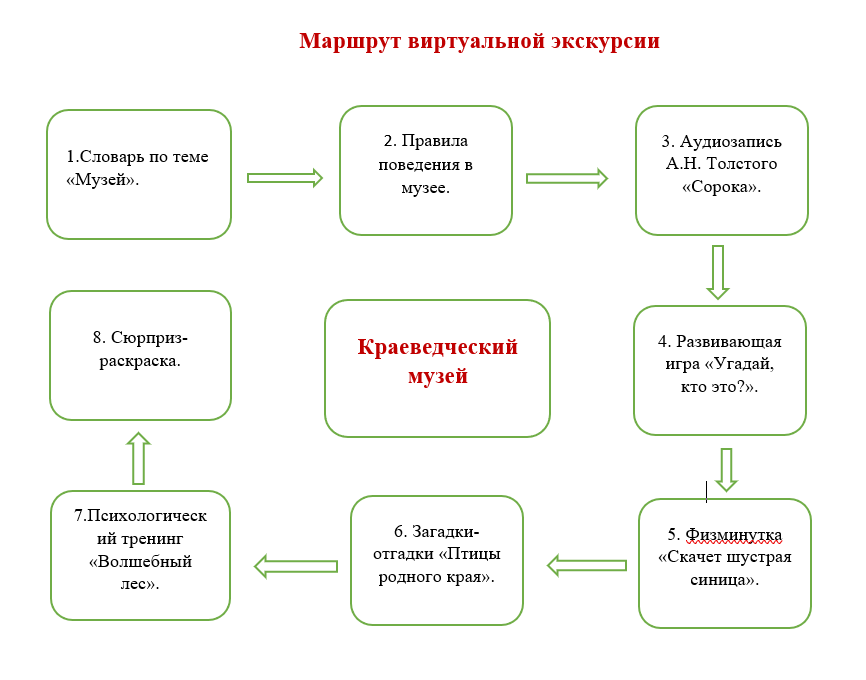 Маршрут виртуальной экскурсии
1.Словарь по теме
«Музей».
2. Правила
поведения в
музее.
3. Аудиозапись
А.Н. Толстого
«Сорока».
4. Развивающая
игра «Угадай,
кто это?».
5. Физминутка
«Скачет шустрая
синица».
6. Загадки-
отгадки «Птицы
родного края».
7.Психологическ
ий тренинг
«Волшебный
лес».
8. Сюрприз-
раскраска.
Краеведческий
музей